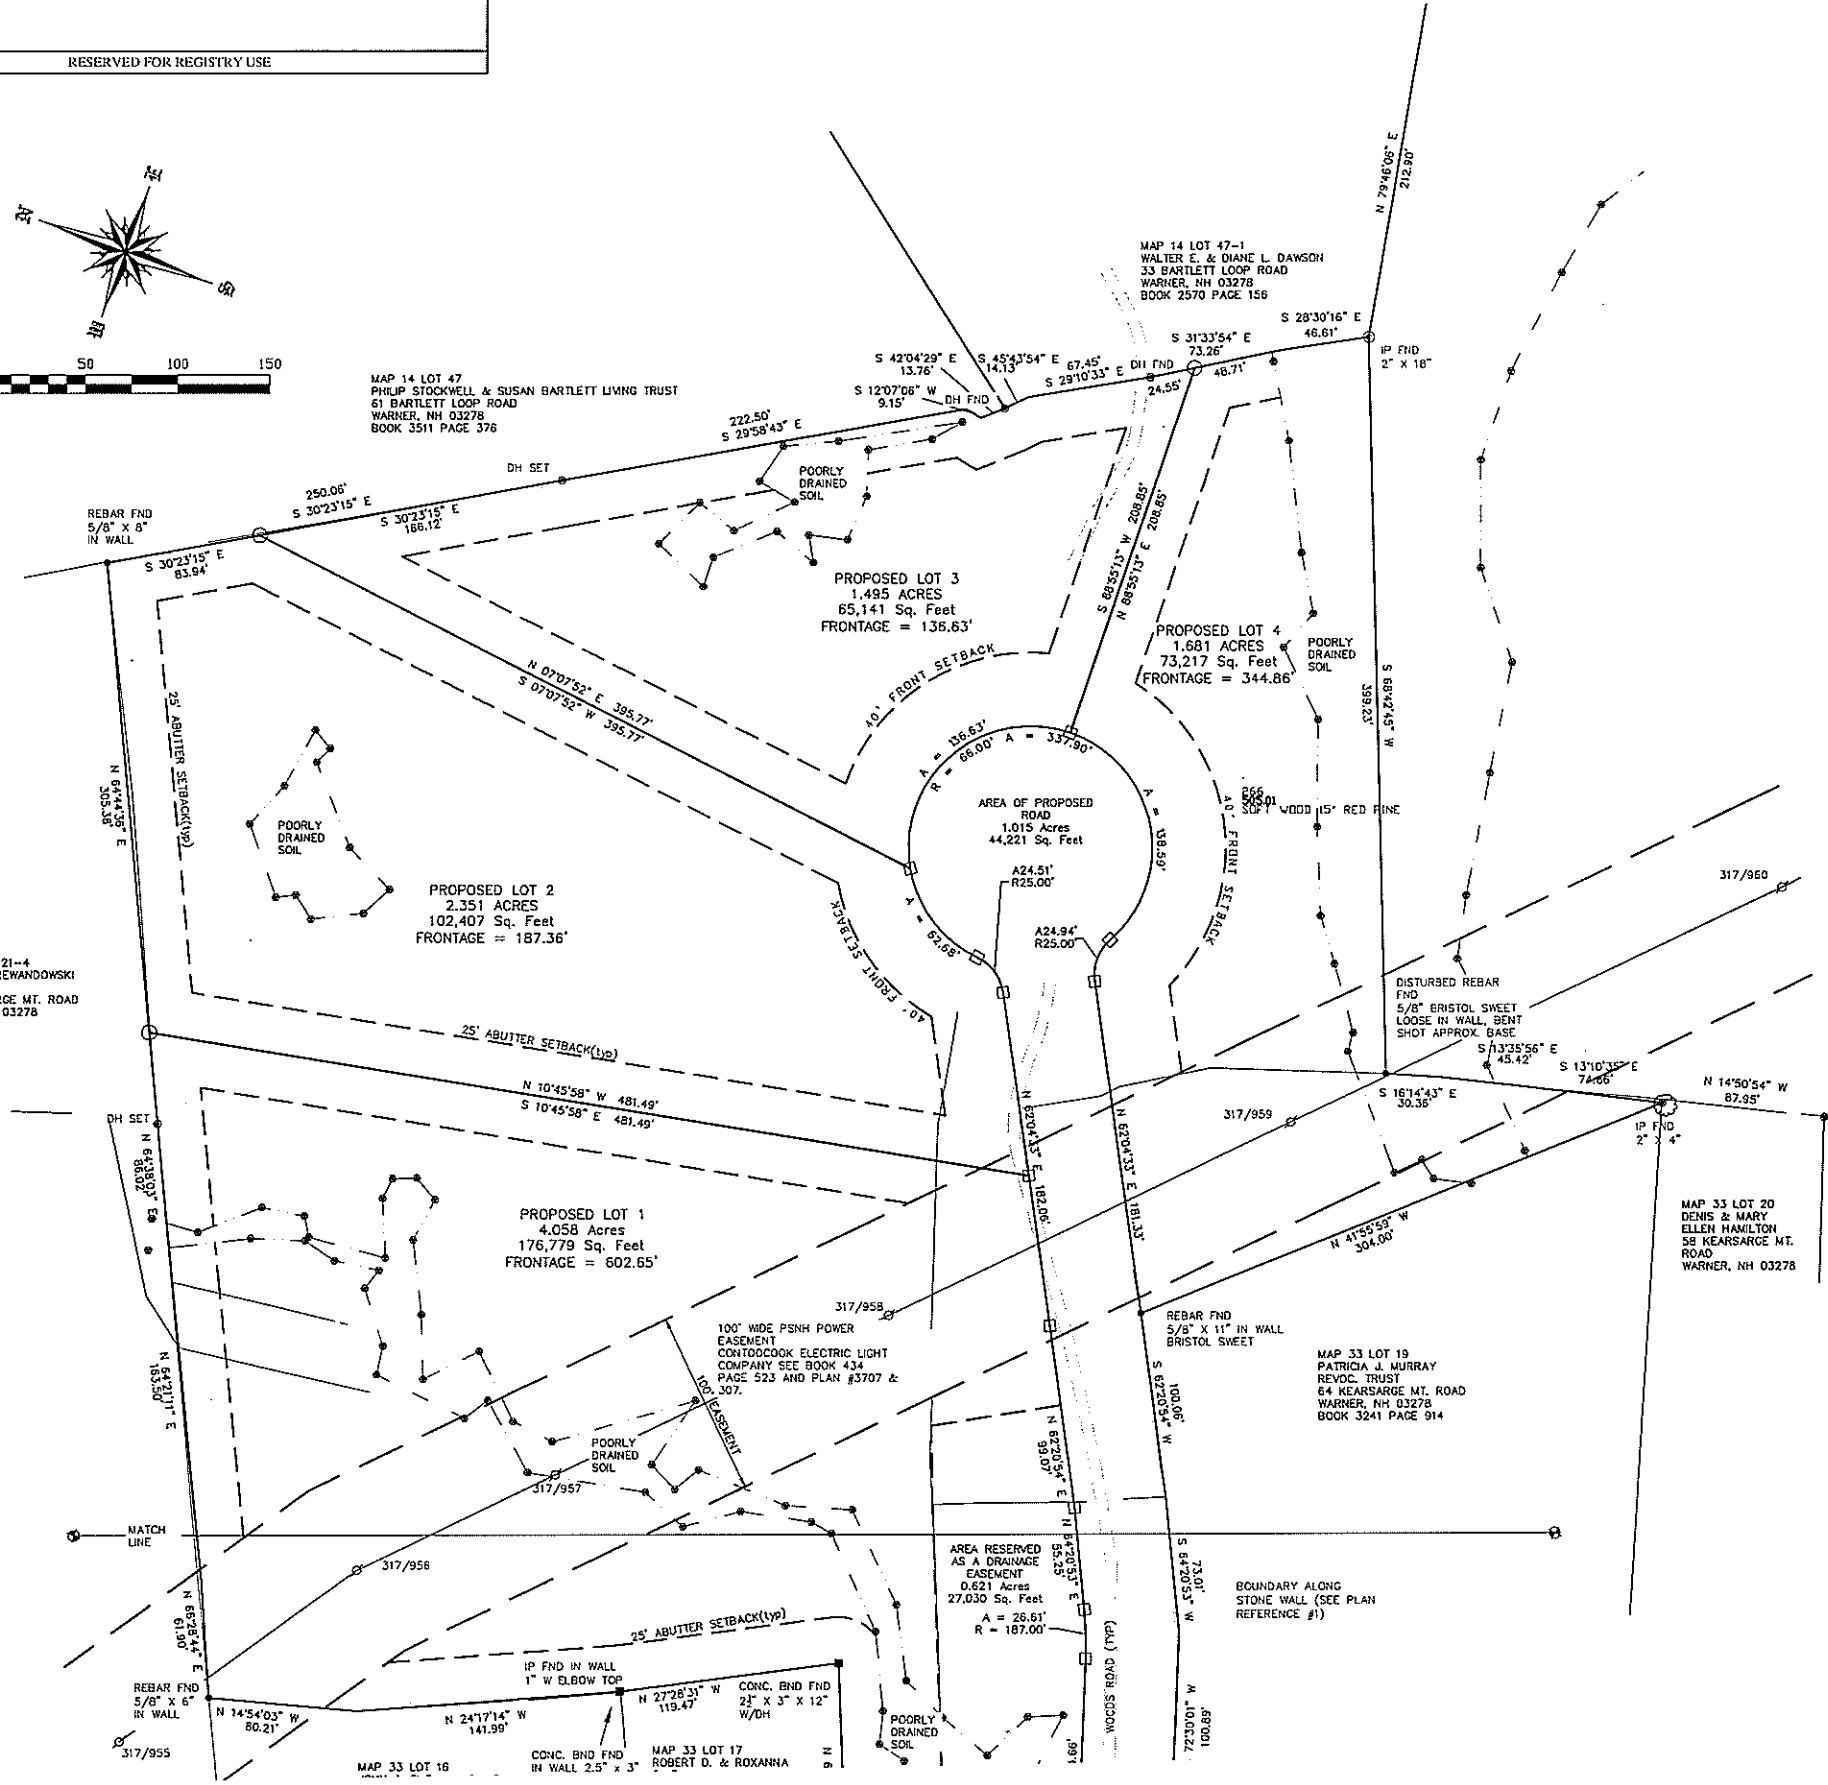 RESERVED FOR REGISTRY USE
N
E
S
W
50
100
150
MAP 14 LOT 47
PHILIP STOCKWELL & SUSAN BARTLETT LIVING TRUST
61 BARTLETT LOOP ROAD
WARNER, NH 03278
BOOK 3511 PAGE 376
MAP 14 LOT 47-1
WALTER E. & DIANE L. DAWSON
33 BARTLETT LOOP ROAD
WARNER, NH 03278
BOOK 2570 PAGE 156
N 79°46'06" E
212.90'
S 28°30'16" E
46.61'
IP FND
2" X 18"
S 31°33'54" E
73.26'
48.71'
24.55'
DH FND
67.45'
S 29°10'33" E
S 45°43'54" E
14.13'
S 42°04'29" E
13.76'
S 12°07'06" W
9.15'
DH FND
222.50'
S 29°58'43" E
DH SET
250.06'
S 30°23'15" E
S 30°23'15" E
166.12'
REBAR FND
5/8" X 8"
IN WALL
S 30°23'15" E
83.94'
POORLY
DRAINED
SOIL
PROPOSED LOT 3
1.495 ACRES
65,141 Sq. Feet
FRONTAGE = 136.63'
S 88°55'13" W 208.85'
N 88°55'13" E 208.85'
PROPOSED LOT 4
1.681 ACRES
73,217 Sq. Feet
FRONTAGE = 344.86'
POORLY
DRAINED
SOIL
S 68°42'45" W
399.23'
40' FRONT SETBACK
N 07°07'52" E 395.77'
S 07°07'52" W 395.77'
25' ABUTTER SETBACK(typ)
N 64°44'36" E
305.38'
A = 136.63'
R = 66.00' A = 337.90'
A = 138.59'
A = 62.68'
AREA OF PROPOSED
ROAD
1.015 Acres
44,221 Sq. Feet
A24.51'
R25.00'
A24.94'
R25.00'
40' FRONT SETBACK
40' FRONT SETBACK
266
SOFT WOOD 15" RED PINE
317/960
POORLY
DRAINED
SOIL
PROPOSED LOT 2
2.351 ACRES
102,407 Sq. Feet
FRONTAGE = 187.36'
21-4
REWANDOWSKI
GE MT. ROAD
03278
DISTURBED REBAR
FND
5/8" BRISTOL SWEET
LOOSE IN WALL, BENT
SHOT APPROX. BASE
S 13°35'56" E
45.42'
S 13°10'35" E
74.66'
N 14°50'54" W
87.95'
S 16°14'43" E
30.36'
IP FND
2" X 4"
25' ABUTTER SETBACK(typ)
N 10°45'58" W 481.49'
S 10°45'58" E 481.49'
317/959
N 62°04'33" E 182.06'
N 62°04'33" E 181.33'
N 41°55'59" W
304.00'
DH SET
N 64°38'03" E
86.02'
PROPOSED LOT 1
4.058 Acres
176,779 Sq. Feet
FRONTAGE = 602.65'
MAP 33 LOT 20
DENIS & MARY
ELLEN HAMILTON
58 KEARSARGE MT.
ROAD
WARNER, NH 03278
317/958
100' WIDE PSNH POWER
EASEMENT
CONTOOCOOK ELECTRIC LIGHT
COMPANY SEE BOOK 434
PAGE 523 AND PLAN #3707 &
307.
100' EASEMENT
REBAR FND
5/8" X 11" IN WALL
BRISTOL SWEET
MAP 33 LOT 19
PATRICIA J. MURRAY
REVOC. TRUST
64 KEARSARGE MT. ROAD
WARNER, NH 03278
BOOK 3241 PAGE 914
N 64°21'11" E
163.50'
100.06'
S 62°20'54" W
N 62°20'54" E
99.07'
POORLY
DRAINED
SOIL
317/957
MATCH
LINE
317/956
N 64°20'53" E
55.25'
73.01'
S 64°20'53" W
AREA RESERVED
AS A DRAINAGE
EASEMENT
0.621 Acres
27,030 Sq. Feet
A = 26.61'
R = 187.00'
BOUNDARY ALONG
STONE WALL (SEE PLAN
REFERENCE #1)
N 66°28'44" E
61.90'
25' ABUTTER SETBACK(typ)
WOODS ROAD (TYP)
REBAR FND
5/8" X 6"
IN WALL
N 14°54'03" W
80.21'
N 24°17'14" W
141.99'
IP FND IN WALL
1" W ELBOW TOP
N 27°28'31" W
119.47'
CONC. BND FND
2½" X 3" X 12"
W/DH
POORLY
DRAINED
SOIL
72°30'01" W
100.89'
317/955
CONC. BND FND
IN WALL 2.5" x 3"
MAP 33 LOT 16
MAP 33 LOT 17
ROBERT D. & ROXANNA